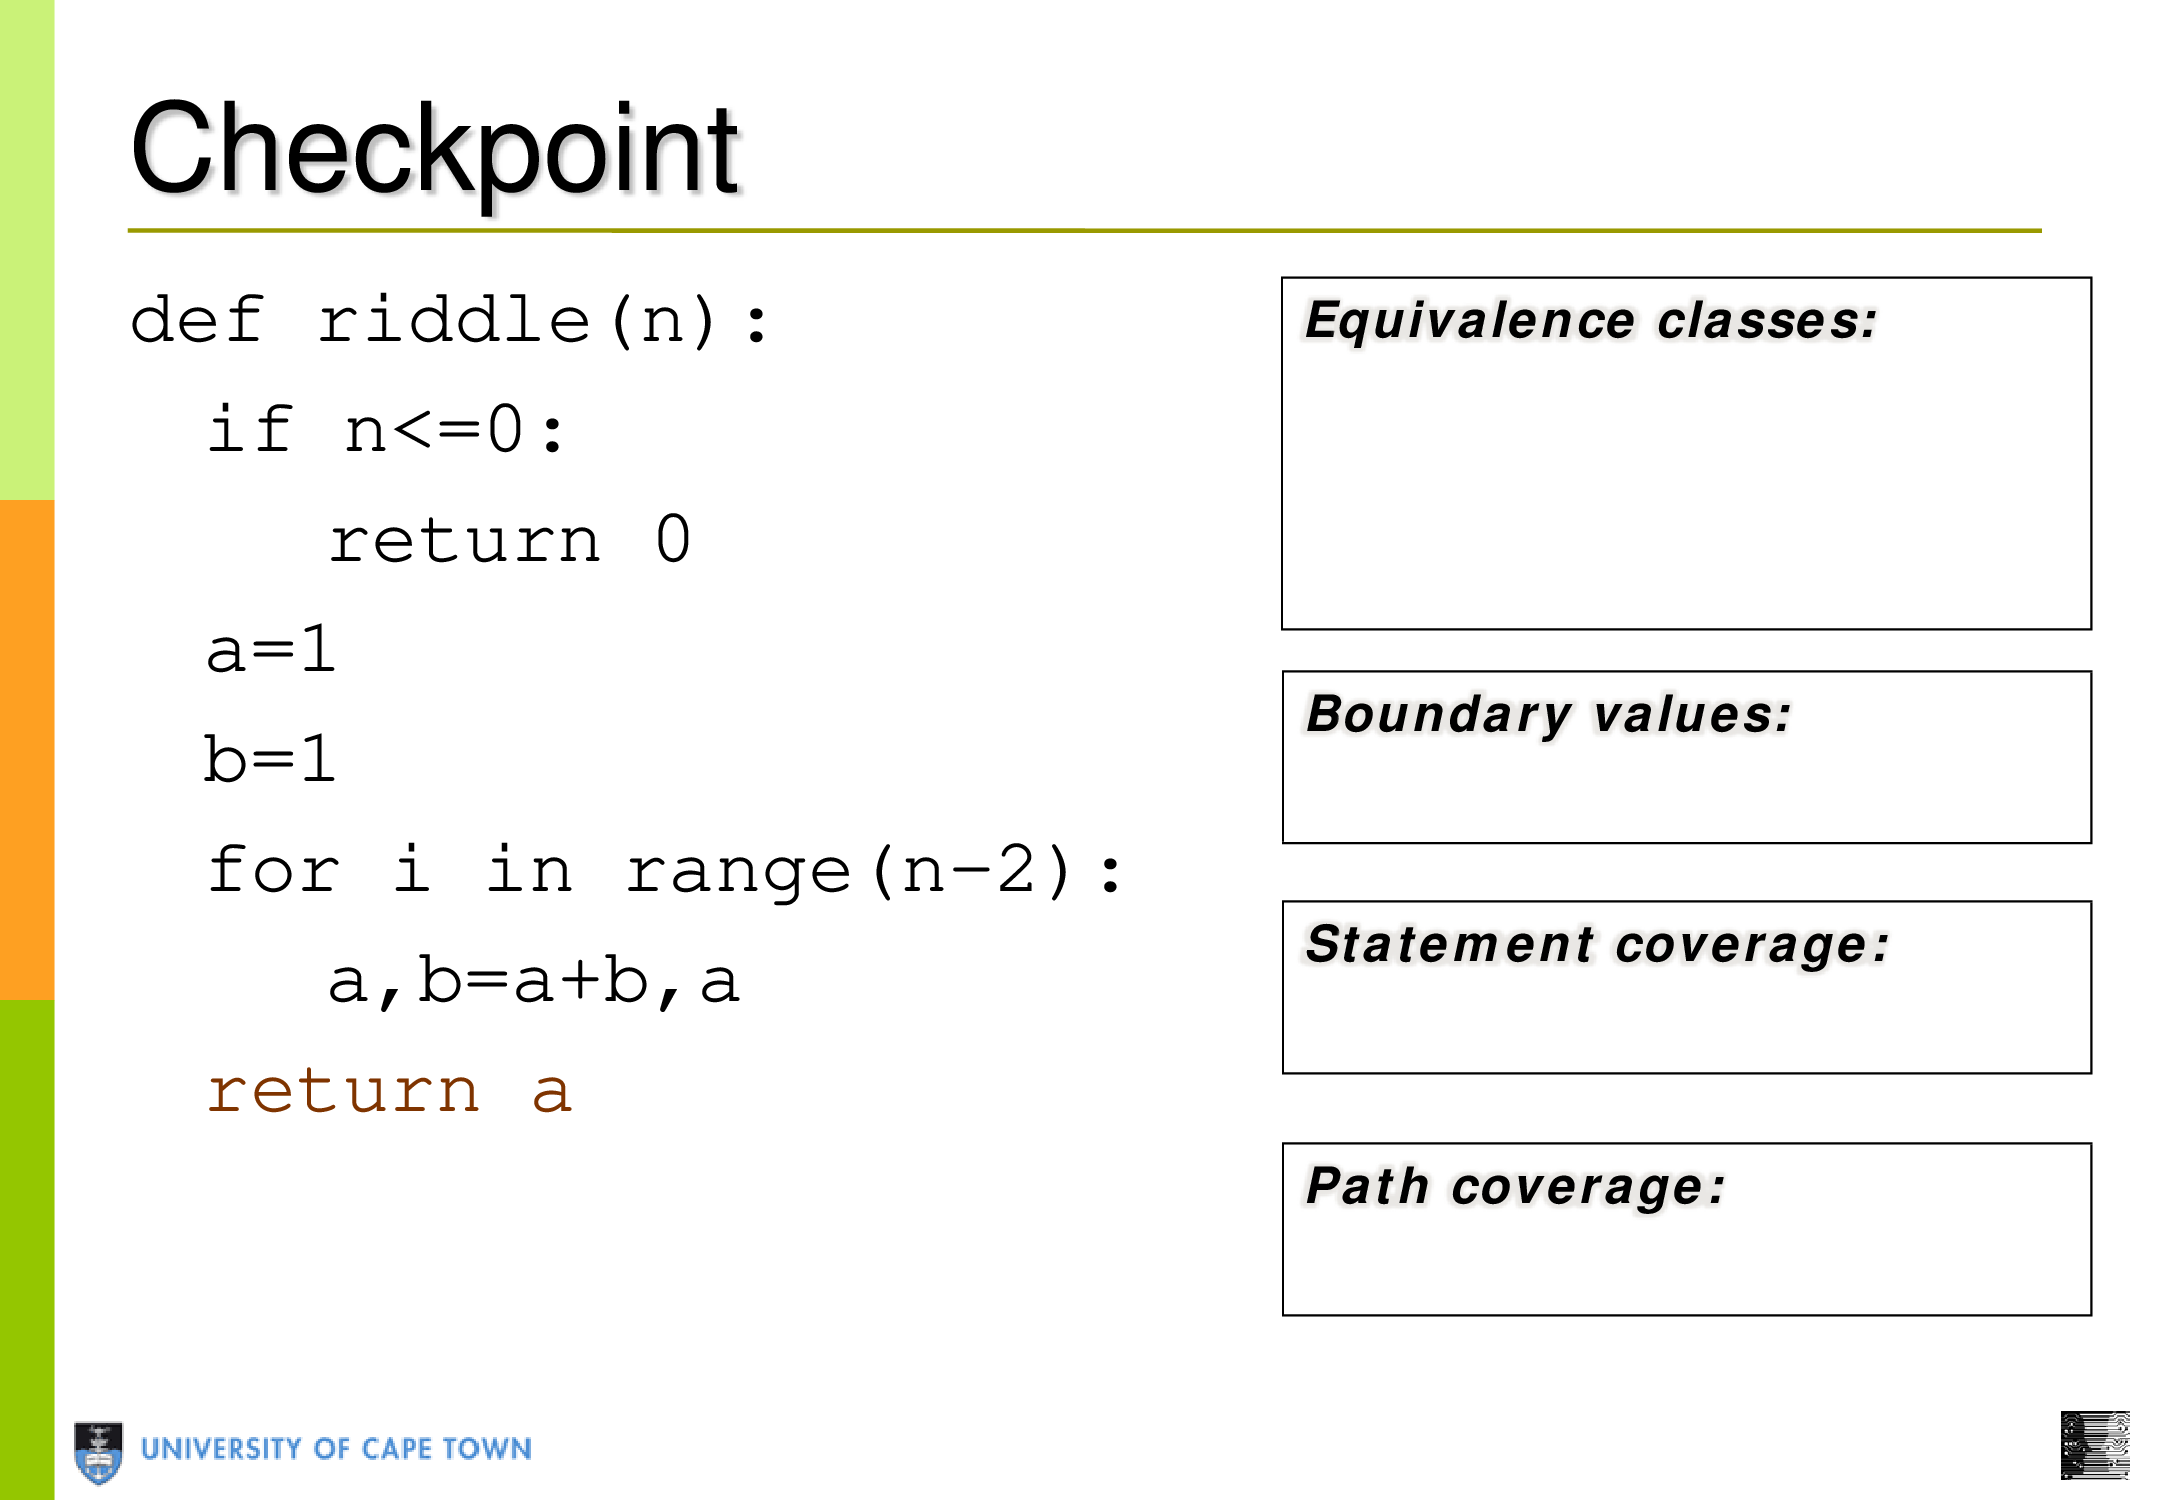 Checkpoint
def riddle(n):
if n<=0:
return 0
a=1
b=1
for i in range(n-2):
a,b=a+b,a
return a
Equivalence classes:
Boundary values:
Statement coverage:
Path coverage:
UNIVERSITY OF CAPE TOWN